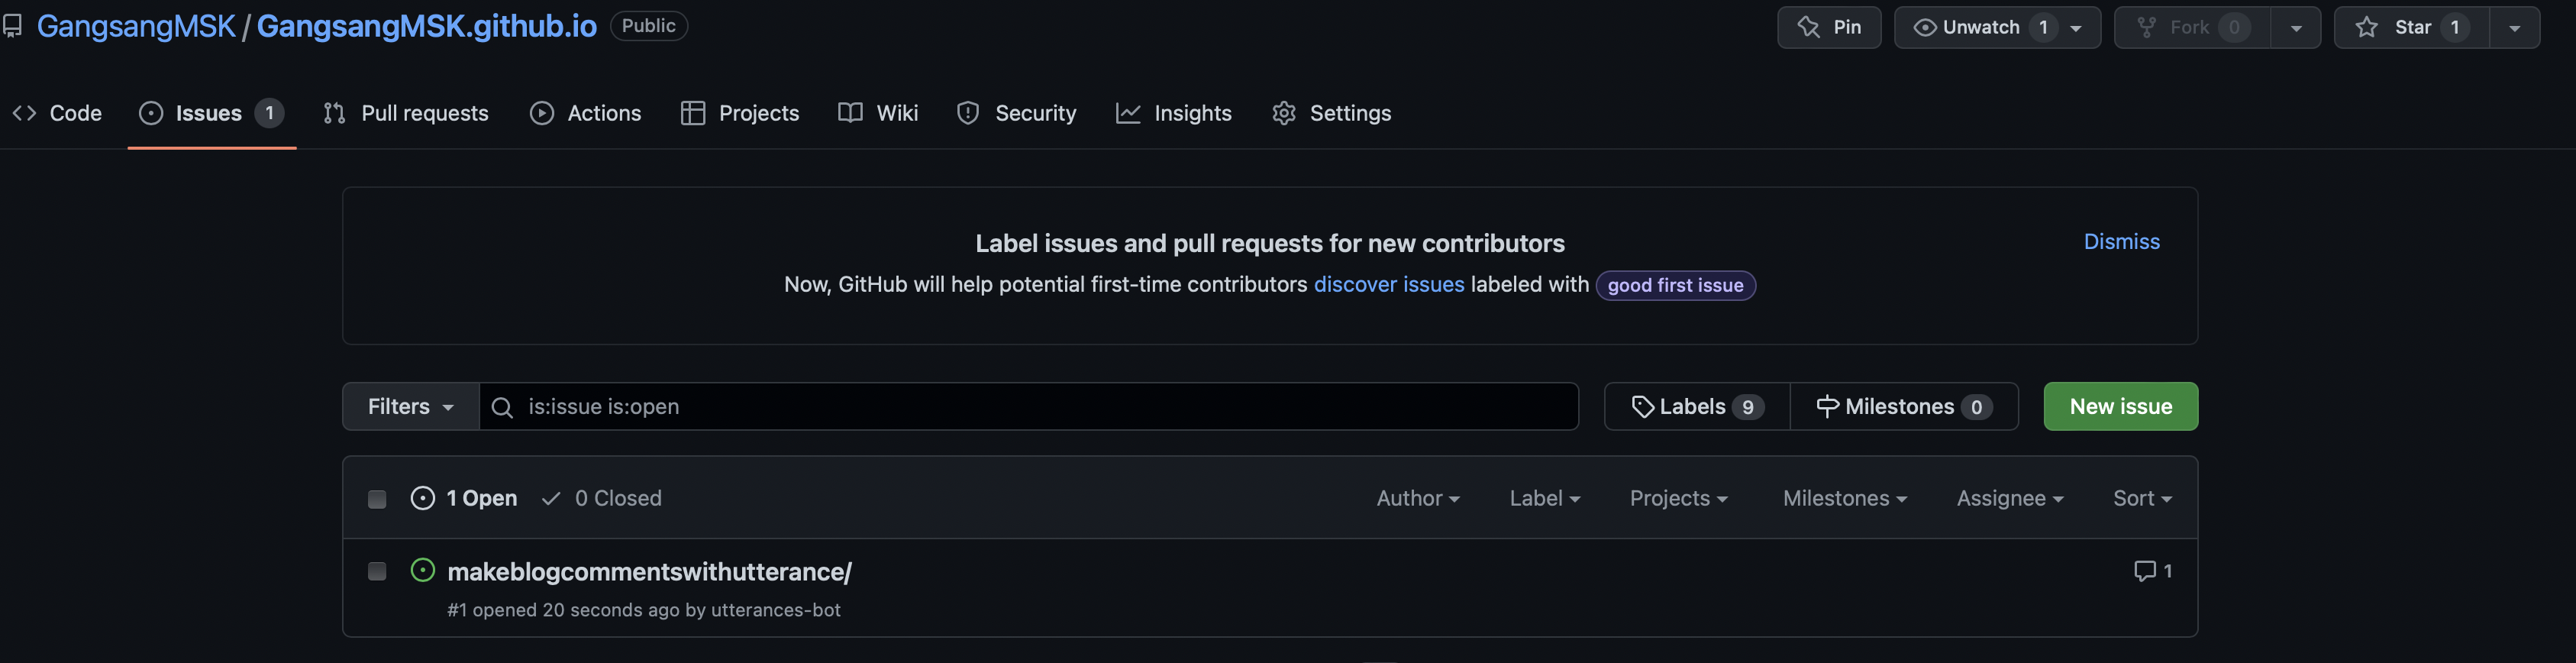 GangsangMSK / GangsangMSK.github.io Public Pin Unwatch 1 Fork 0 Star 1
Code Issues 1 Pull requests Actions Projects Wiki Security Insights Settings
Label issues and pull requests for new contributors Dismiss
Now, GitHub will help potential first-time contributors discover issues labeled with good first issue
Filters is:issue is:open Labels 9 Milestones 0 New issue
1 Open 0 Closed Author Label Projects Milestones Assignee Sort
makeblogcommentswithutterance/ 1
#1 opened 20 seconds ago by utterances-bot